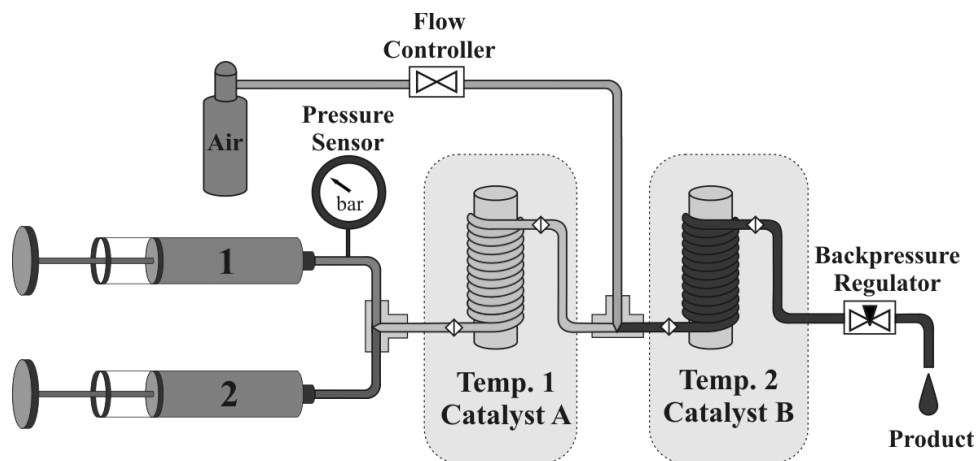 Flow
Controller
Pressure
Sensor
Air
bar
1
2
Temp. 1
Catalyst A
Temp. 2
Catalyst B
Backpressure
Regulator
Product